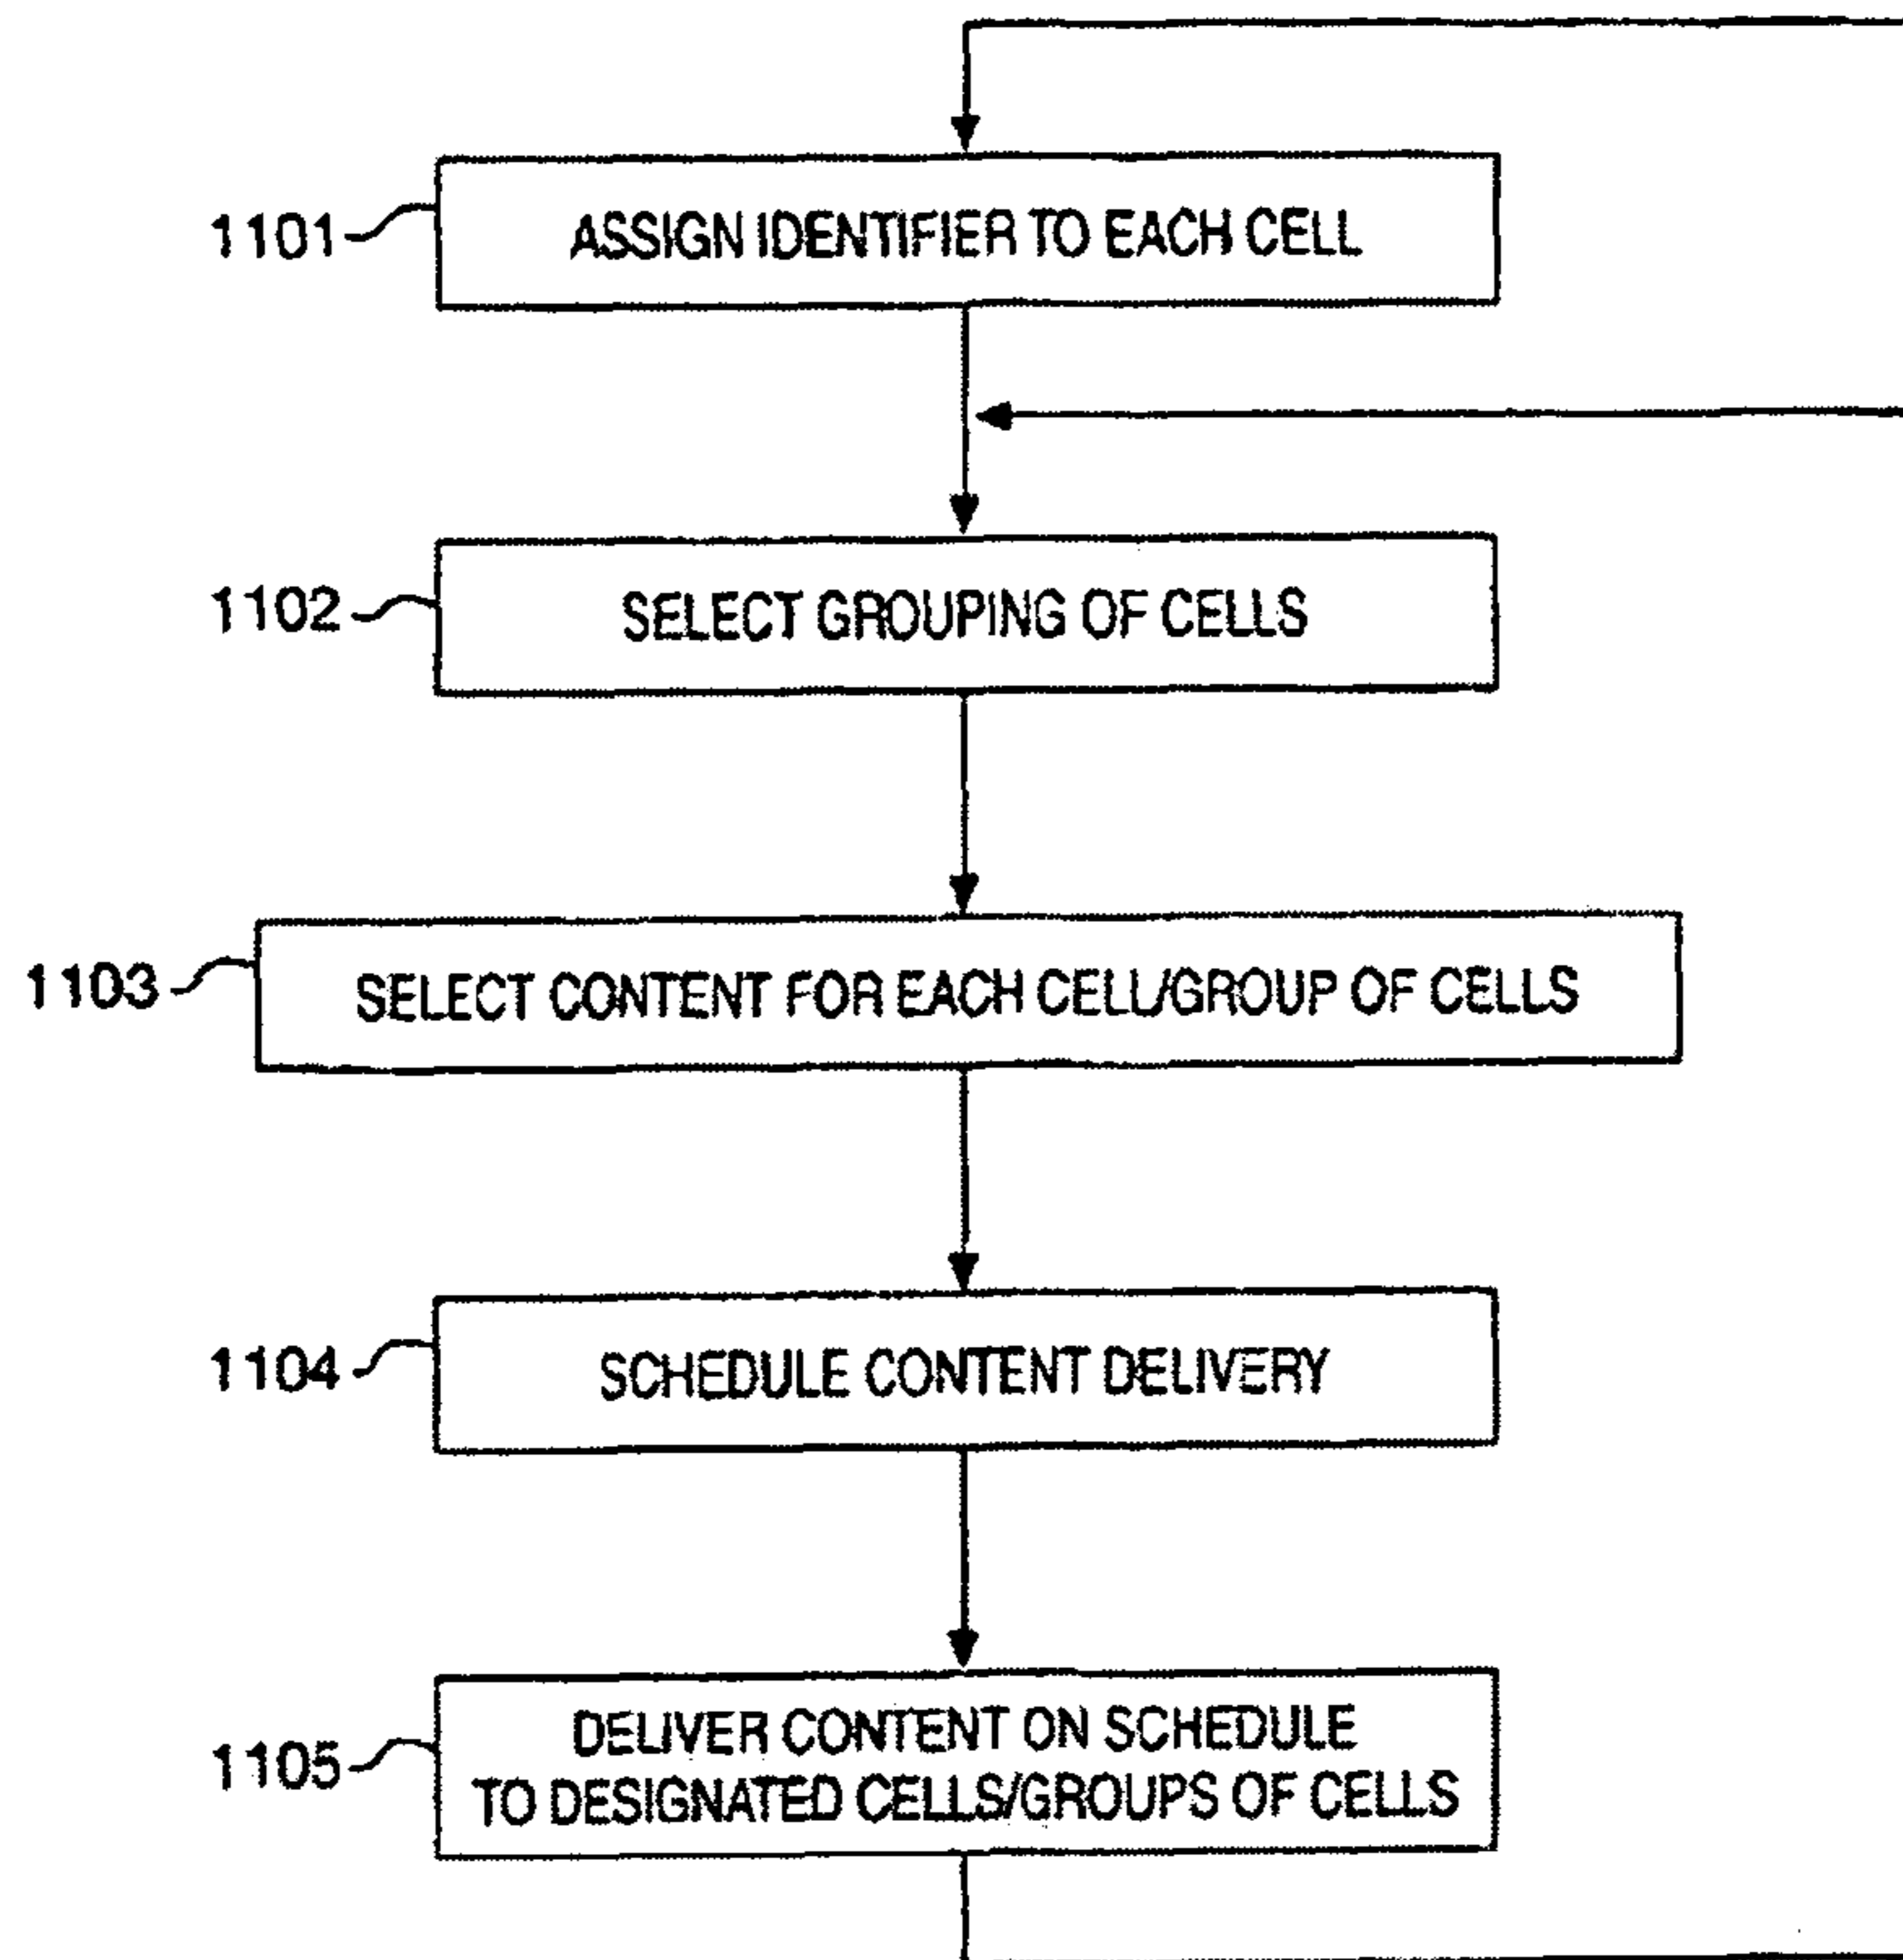 1101
ASSIGN IDENTIFIER TO EACH CELL
1102
SELECT GROUPING OF CELLS
1103
SELECT CONTENT FOR EACH CELL/GROUP OF CELLS
1104
SCHEDULE CONTENT DELIVERY
1105
DELIVER CONTENT ON SCHEDULE
TO DESIGNATED CELLS/GROUPS OF CELLS